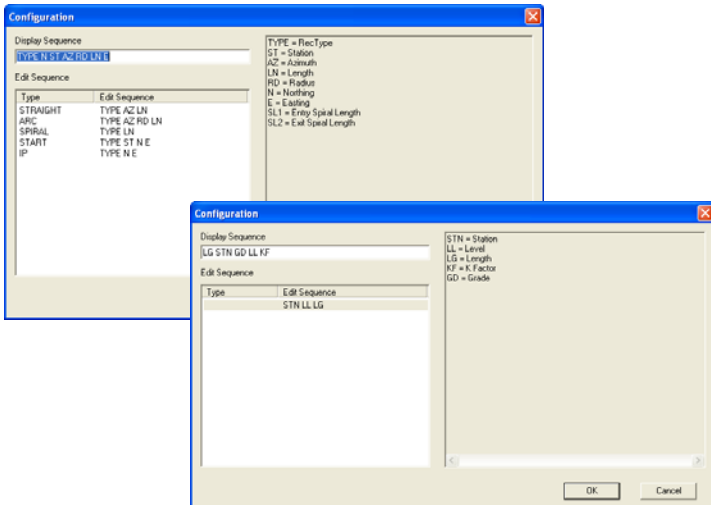 Configuration
Display Sequence
TYPE N ST AZ RD LN E
Edit Sequence
Type Edit Sequence
STRAIGHT TYPE AZ LN
ARC TYPE AZ RD LN
SPIRAL TYPE LN
START TYPE ST N E
IP TYPE N E
TYPE = RecType
ST = Station
AZ = Azimuth
LN = Length
RD = Radius
N = Northing
E = Easting
SL1 = Entry Spiral Length
SL2 = Exit Spiral Length
Configuration
Display Sequence
LG STN GD LL KF
Edit Sequence
Type Edit Sequence
STN LL LG
STN = Station
LL = Level
LG = Length
KF = K Factor
GD = Grade
OK Cancel